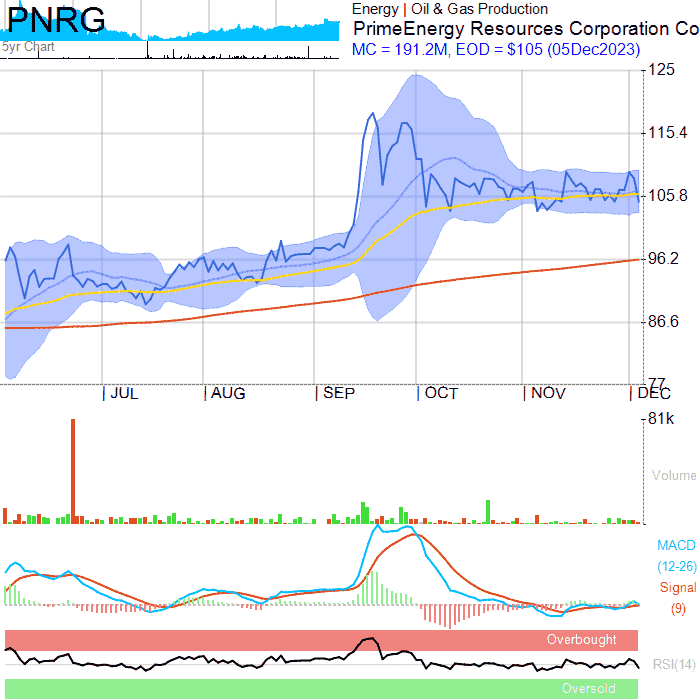 PNRG
5yr Chart
Energy | Oil & Gas Production
PrimeEnergy Resources Corporation Co
MC = 191.2M, EOD = $105 (05Dec2023)
125
115.4
105.8
96.2
86.6
77
JUL
AUG
SEP
OCT
NOV
DEC
81k
Volume
MACD
(12-26)
Signal
(9)
Overbought
RSI(14)
Oversold